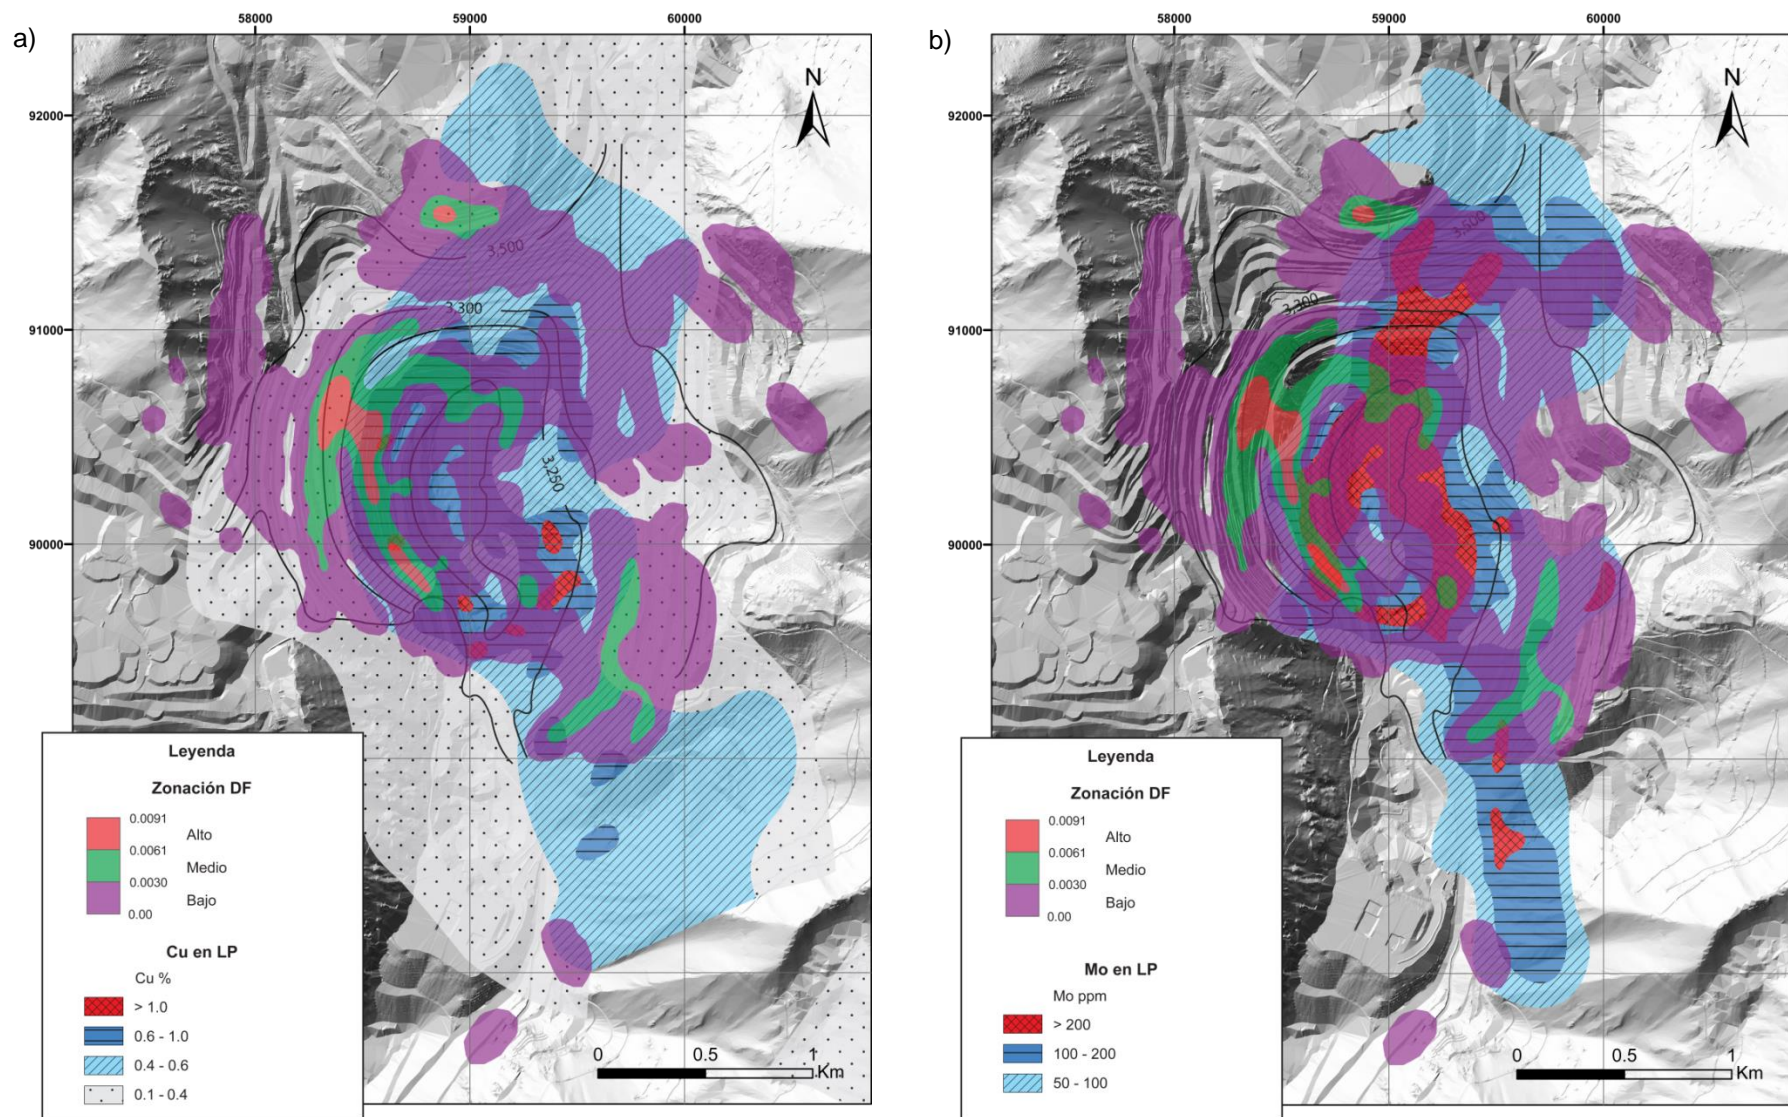 a)
58000
59000
60000
N
92000
3,500
3,300
91000
3,250
90000
Leyenda
Zonación DF
0.0091
Alto
0.0061
Medio
0.0030
Bajo
0.00
Cu en LP
Cu %
> 1.0
0.6 - 1.0
0.4 - 0.6
0.1 - 0.4
0 0.5 1
Km
b)
58000
59000
60000
N
92000
3,500
3,300
91000
90000
Leyenda
Zonación DF
0.0091
Alto
0.0061
Medio
0.0030
Bajo
0.00
Mo en LP
Mo ppm
> 200
100 - 200
50 - 100
0 0.5 1
Km